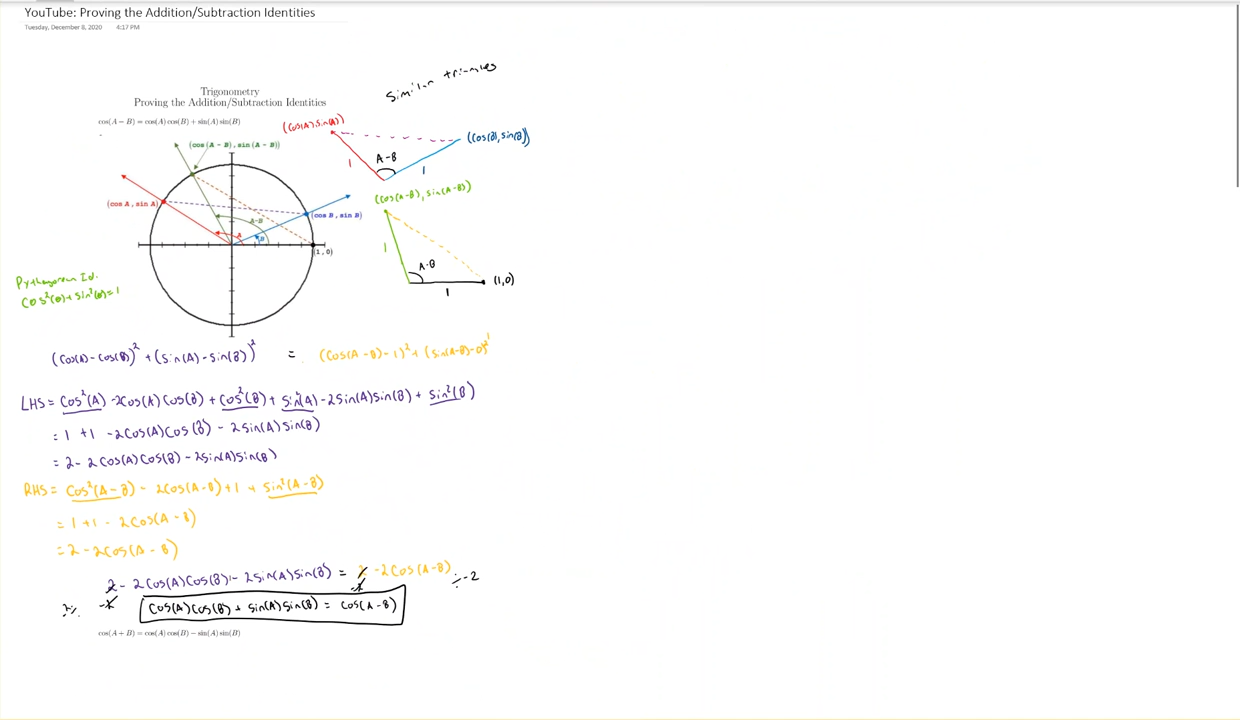 YouTube: Proving the Addition/Subtraction Identities
Tuesday, December 8, 2020 4:17 PM
Similar triangles
Trigonometry
Proving the Addition/Subtraction Identities
cos(A − B) = cos(A) cos(B) + sin(A) sin(B)
(cos(A), sin(A))
(cos(B), sin(B))
A-B
1
1
(cos (A − B), sin (A − B))
(cos A, sin A)
(cos B, sin B)
A-B
A
B
(1, 0)
(cos(A-B), sin(A-B))
1
A-B
1
(1,0)
Pythagorean Id.
cos²(θ)+sin²(θ)=1
(cos(A)-cos(B))² + (sin(A)-sin(B))² = (cos(A-B)-1)² + (sin(A-B)-0)²
LHS = cos²(A) -2cos(A)cos(B) + cos²(B) + sin²(A) -2sin(A)sin(B) + sin²(B)
= 1 + 1 -2cos(A)cos(B) - 2sin(A)sin(B)
= 2 - 2cos(A)cos(B) - 2sin(A)sin(B)
RHS = cos²(A-B) - 2cos(A-B) + 1 + sin²(A-B)
= 1 + 1 - 2cos(A-B)
= 2 - 2cos(A-B)
2 - 2cos(A)cos(B) - 2sin(A)sin(B) = 2 - 2cos(A-B) ÷-2
-2 -2
cos(A)cos(B) + sin(A)sin(B) = cos(A-B)
cos(A + B) = cos(A) cos(B) − sin(A) sin(B)